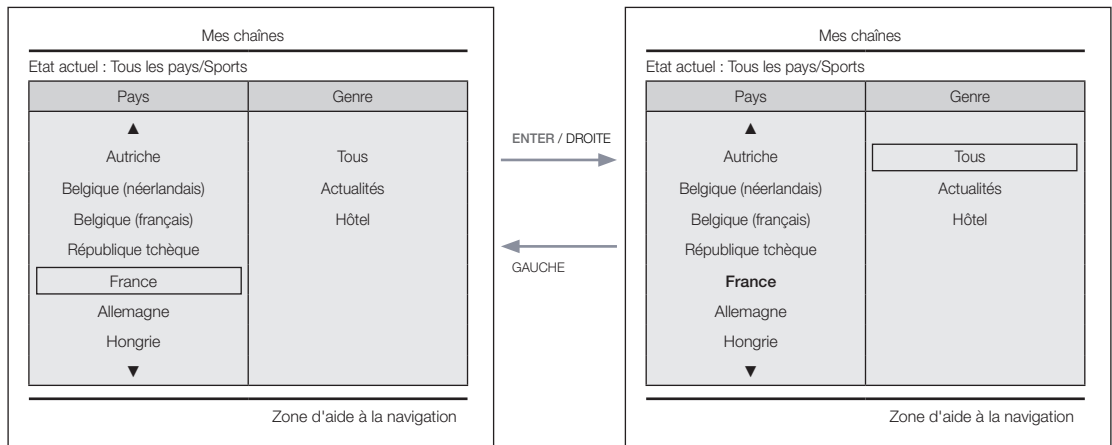 Mes chaînes
Etat actuel : Tous les pays/Sports
Pays Genre
▲
Autriche Tous
Belgique (néerlandais) Actualités
Belgique (français) Hôtel
République tchèque
France
Allemagne
Hongrie
▼
Zone d'aide à la navigation
ENTER / DROITE
GAUCHE
Mes chaînes
Etat actuel : Tous les pays/Sports
Pays Genre
▲
Autriche Tous
Belgique (néerlandais) Actualités
Belgique (français) Hôtel
République tchèque
France
Allemagne
Hongrie
▼
Zone d'aide à la navigation